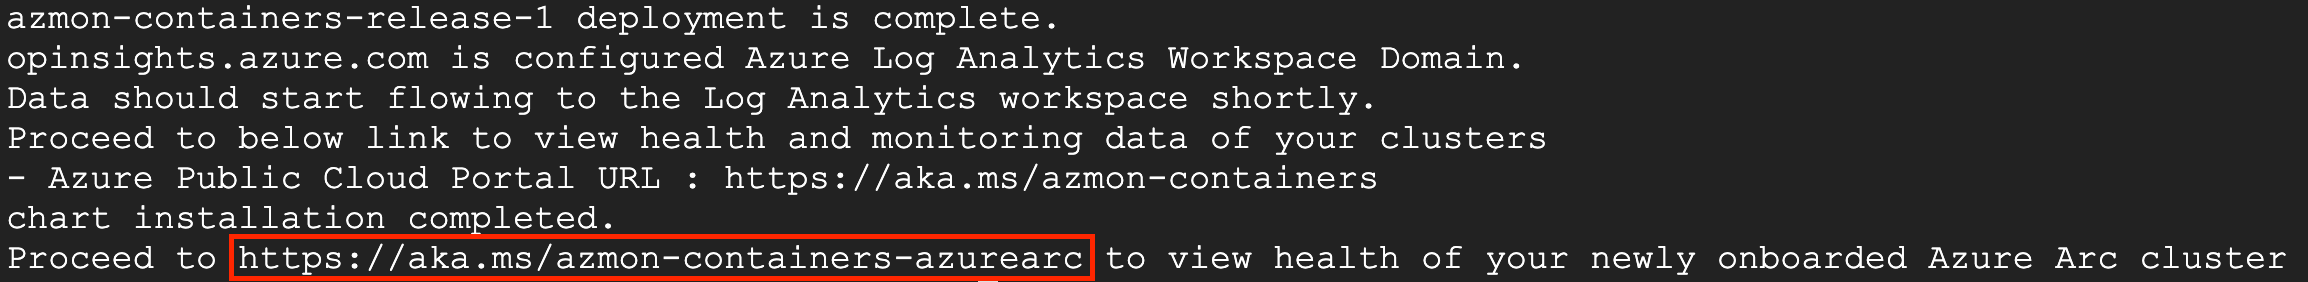 azmon-containers-release-1 deployment is complete.
opinsights.azure.com is configured Azure Log Analytics Workspace Domain.
Data should start flowing to the Log Analytics workspace shortly.
Proceed to below link to view health and monitoring data of your clusters
- Azure Public Cloud Portal URL : https://aka.ms/azmon-containers
chart installation completed.
Proceed to https://aka.ms/azmon-containers-azurearc to view health of your newly onboarded Azure Arc cluster